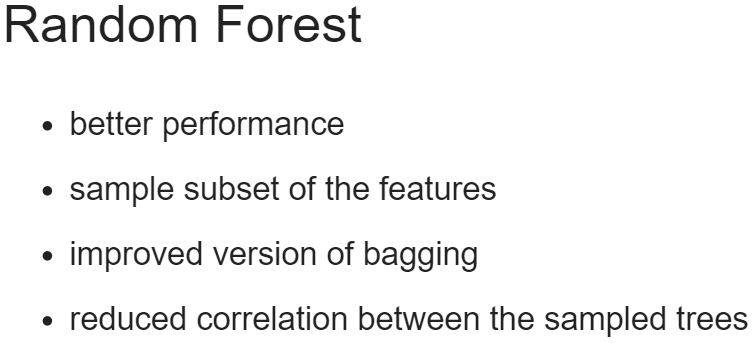 Random Forest
• better performance
• sample subset of the features
• improved version of bagging
• reduced correlation between the sampled trees